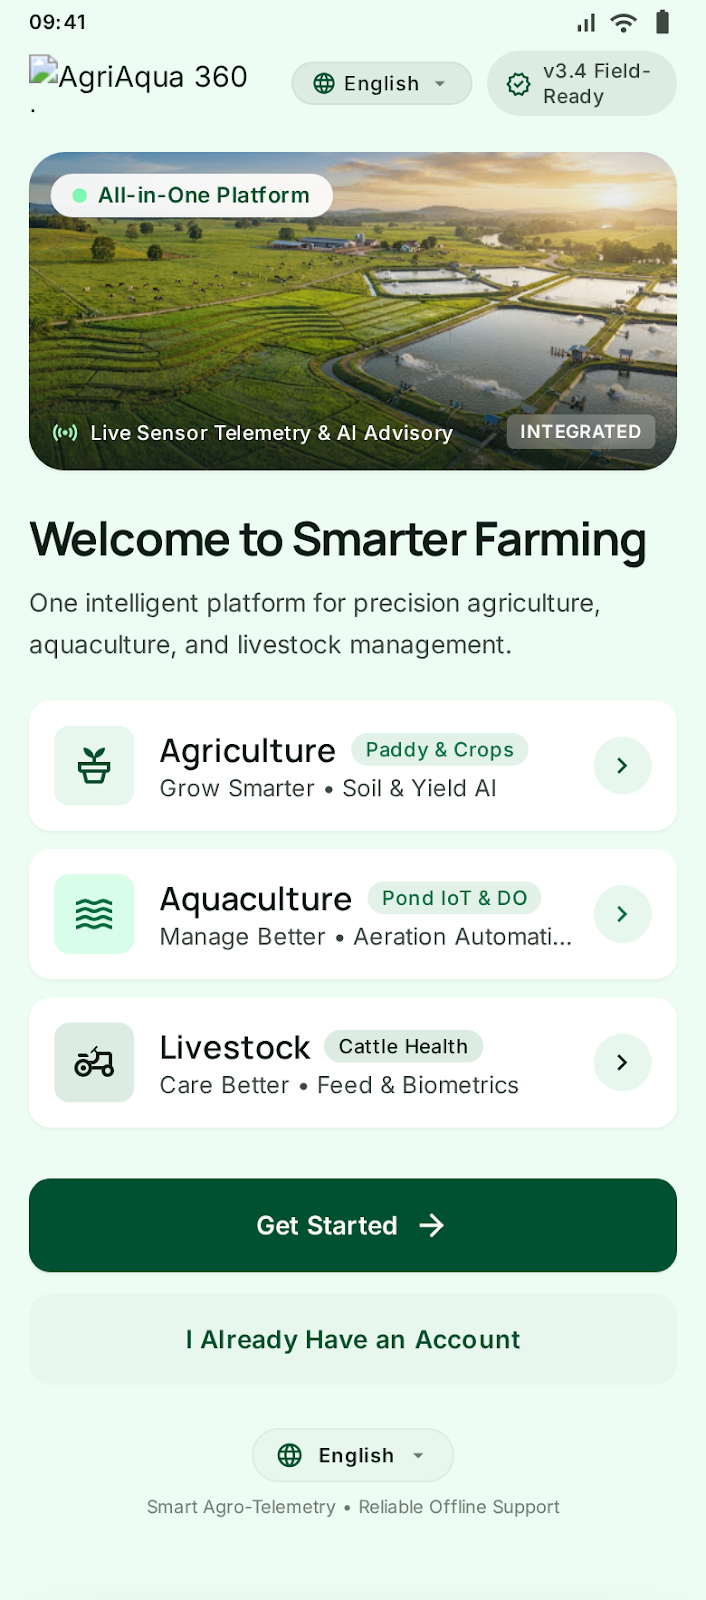 09:41
AgriAqua 360
.
English
v3.4 Field-
Ready
All-in-One Platform
Live Sensor Telemetry & AI Advisory
INTEGRATED
Welcome to Smarter Farming
One intelligent platform for precision agriculture,
aquaculture, and livestock management.
Agriculture
Paddy & Crops
Grow Smarter • Soil & Yield AI
Aquaculture
Pond IoT & DO
Manage Better • Aeration Automati...
Livestock
Cattle Health
Care Better • Feed & Biometrics
Get Started
I Already Have an Account
English
Smart Agro-Telemetry • Reliable Offline Support